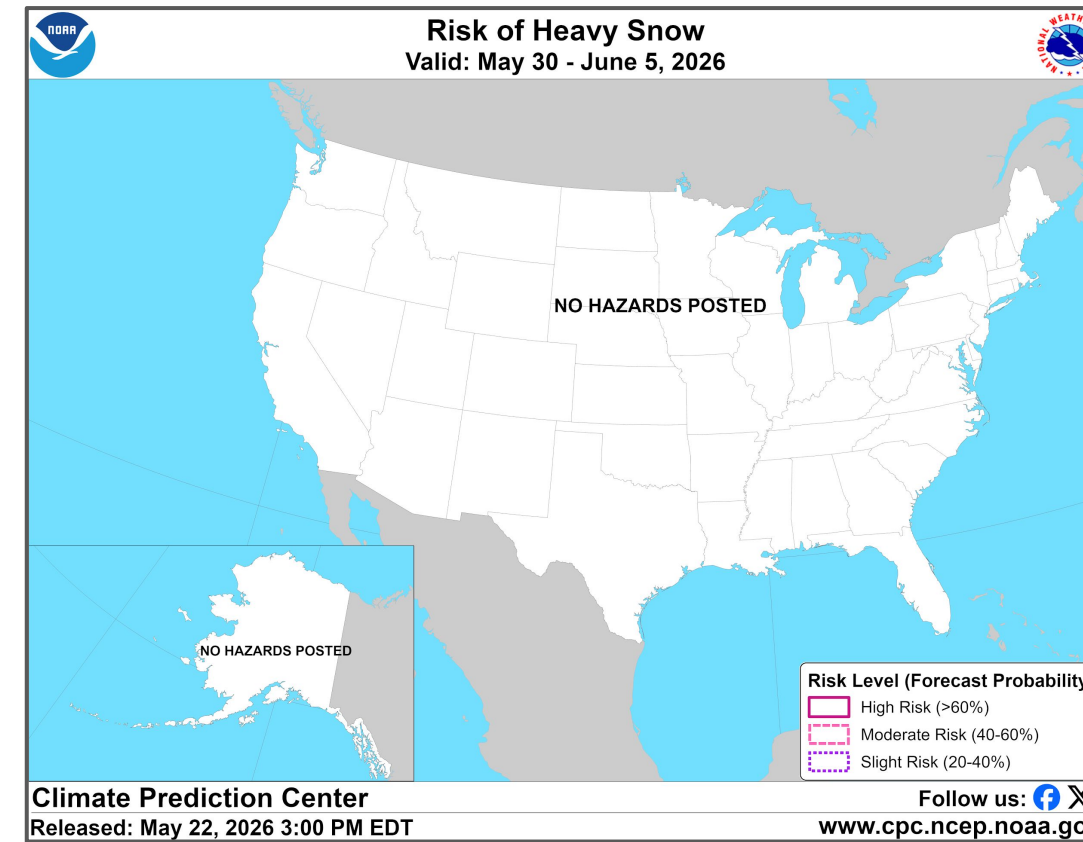 NOAA
Risk of Heavy Snow
Valid: May 30 - June 5, 2026
NATIONAL WEATH
NO HAZARDS POSTED
NO HAZARDS POSTED
Risk Level (Forecast Probability
High Risk (>60%)
Moderate Risk (40-60%)
Slight Risk (20-40%)
Climate Prediction Center
Follow us:
Released: May 22, 2026 3:00 PM EDT
www.cpc.ncep.noaa.go